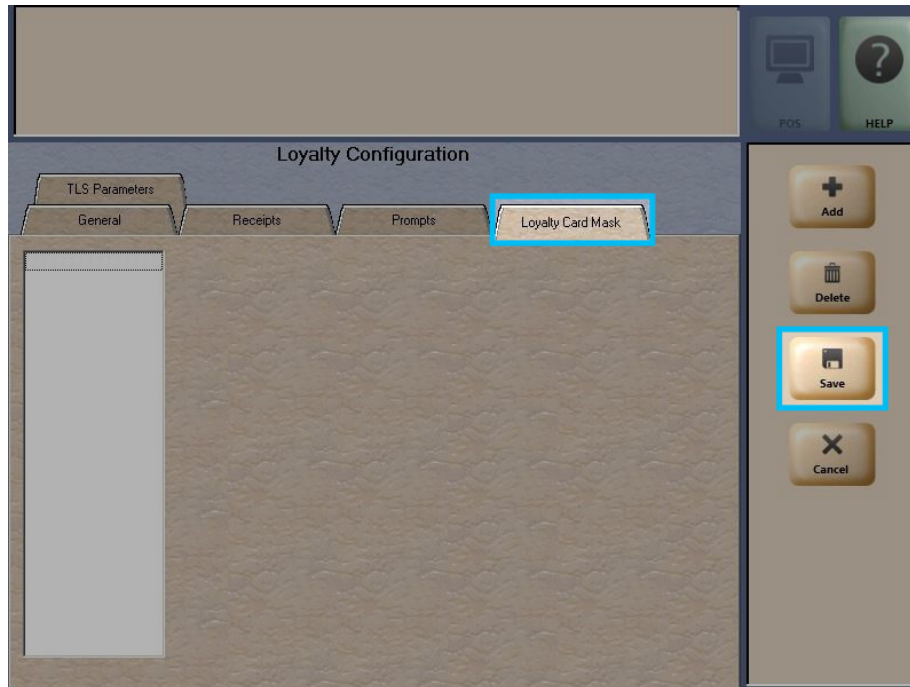 POS
HELP
Loyalty Configuration
TLS Parameters
General
Receipts
Prompts
Loyalty Card Mask
Add
Delete
Save
Cancel